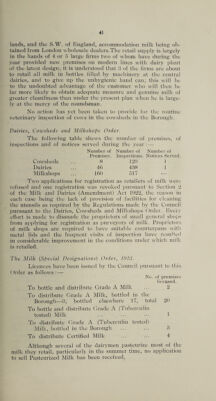 41
lands, and the S.W. of England, accommodation milk being ob-
tained from London wholesale dealers. The retail supply is largely
in the hands of 4 or 5 large firms two of whom have during the
year provided new premises on modern lines with dairy plant
of the latest design, it is understood that 3 of the firms are about
to retail all milk in bottles filled by machinery at the central
dairies, and to give up the unhygienic hand can, this will be
to the undoubted advantage of the customer who will then be
far more likely to obtain adequate measure and genuine milk of
greater cleanliness than under the present plan where he is large-
ly at the mercy of the roundsman.
No action has yet been taken to provide for the routine
veterinary inspection of cows in the cowsheds in the Borough.
Dairies, Cowsheds and Milkshops Order.
The following table shows the number of premises, of
inspections and of notices served during the year :—
Number of Number of Number of
Premises. Inspections Notices Served.
Cowsheds ... 9 129
Dairies ... 46 439 1
Milkshops ... 160 517 —
Two applications for registration as retailers of milk were
refused and one registration was revoked pursuant to Section 2
of the Milk and Dairies (Amendment) Act 1922, the reason in
each case being the lack of provision of facilities for cleaning
the utensils as required by the Regulations made by the Council
pursuant to the Dairies, Cowsheds and Milkshops Order. Every
effort is made to dissuade the proprietors of small general shops
from applying for registration as purveyors of milk. Proprietors
of milk shops are required to have suitable counterpans with
metal lids and the frequent visits of inspection have resulted
in considerable improvement in the conditions under which milk
is retailed.
The Milk (Special Designations) Order, 1923.
Licences have been issued by the Council pursuant to this
Order as follows :—
No. of premises
licensed.
To bottle and distribute Grade A Milk ... 2
To distribute Grade A Milk, bottled in the
Borough—3, bottled elsewhere 17, total 20
To bottle and distribute Grade A (Tuberculin
tested) Milk ... 1
To distribute Grade A (Tuberculin tested)
Milk, bottled in the Borough ... 3
To distribute Certified Milk ... 4
Although several of the dairymen pasteurise most of the
milk they retail, particularly in the summer time, no application
to sell Pasteurised Milk has been received.